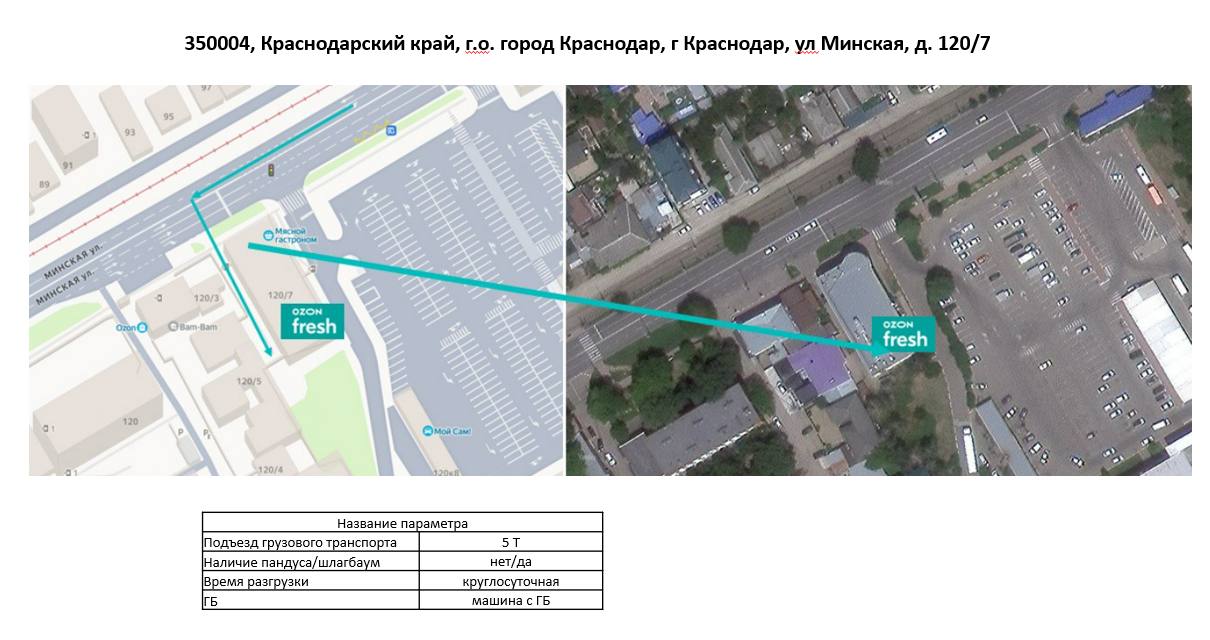 350004, Краснодарский край, г.о. город Краснодар, г Краснодар, ул Минская, д. 120/7
97
95
93
1
91
89
МИНСКАЯ ул.
МИНСКАЯ ул.
Мясной
гастроном
120/7
120/3
OZON
fresh
Ozon
Bam-Bam
120/5
120
1
P
P
Мой Сам!
120/4
120к8
1
OZON
fresh
Название параметра
Подъезд грузового транспорта 5 Т
Наличие пандуса/шлагбаум нет/да
Время разгрузки круглосуточная
ГБ машина с ГБ